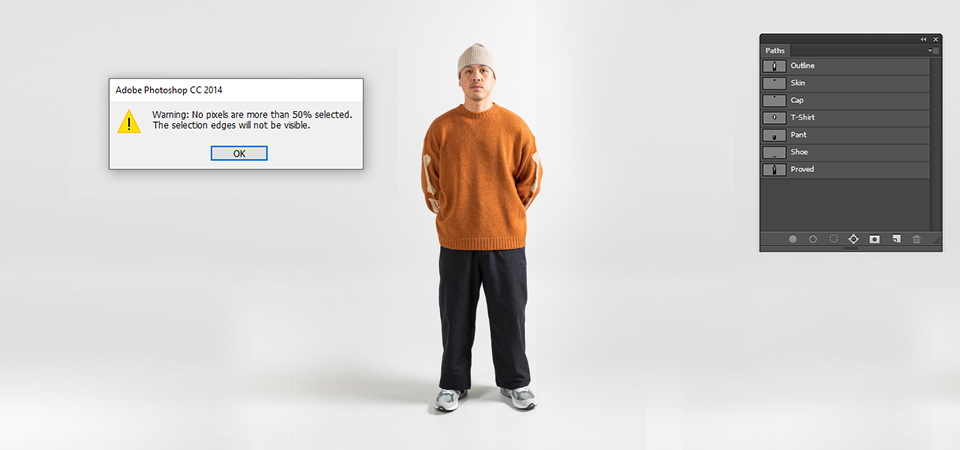 Adobe Photoshop CC 2014
Warning: No pixels are more than 50% selected.
The selection edges will not be visible.
OK
Paths
Outline
Skin
Cap
T-Shirt
Pant
Shoe
Proved